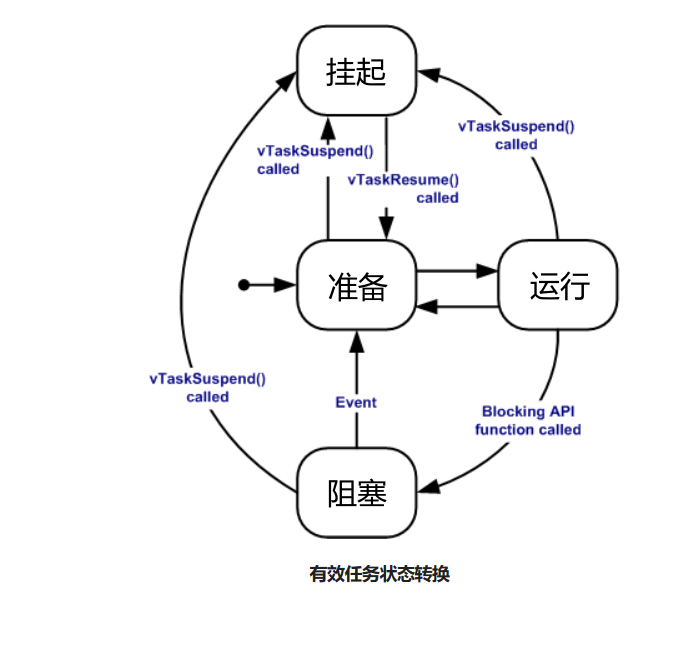 挂起
vTaskSuspend()
called
vTaskSuspend()
called
vTaskResume()
called
准备
运行
vTaskSuspend()
called
Event
Blocking API
function called
阻塞
有效任务状态转换